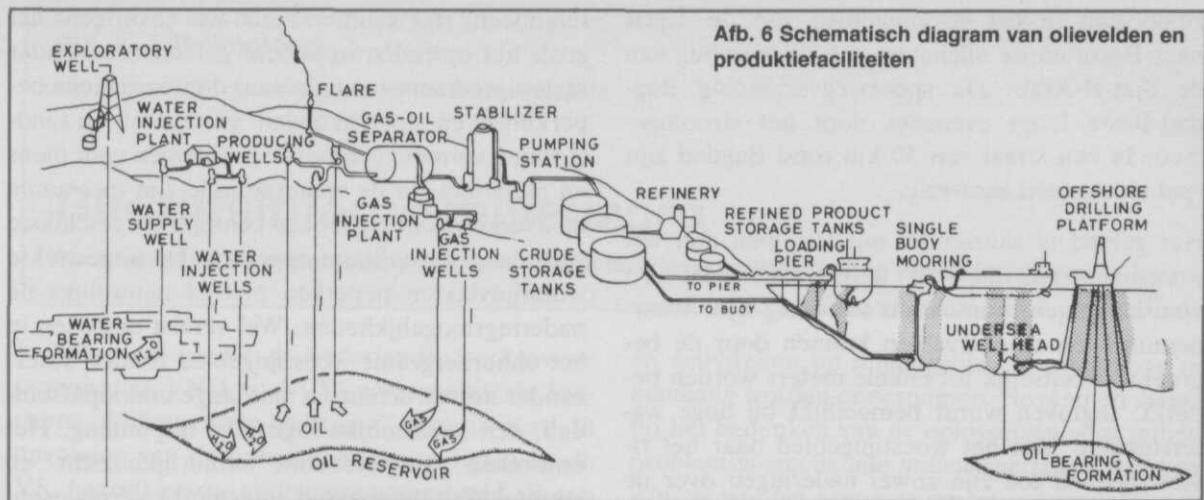 Afb. 6 Schematisch diagram van olievelden en
produktiefaciliteiten
EXPLORATORY
WELL
WATER
INJECTION
PLANT
FLARE
PRODUCING
WELLS
GAS-OIL
SEPARATOR
STABILIZER
PUMPING
STATION
WATER
SUPPLY
WELL
WATER
INJECTION
WELLS
GAS
INJECTION
PLANT
GAS
INJECTION
WELLS
CRUDE
STORAGE
TANKS
REFINERY
REFINED PRODUCT
STORAGE TANKS
LOADING
PIER
SINGLE
BUOY
MOORING
OFFSHORE
DRILLING
PLATFORM
TO PIER
TO BUOY
UNDERSEA
WELLHEAD
WATER
BEARING
FORMATION
OIL
GAS
GAS
OIL RESERVOIR
OIL
BEARING
FORMATION